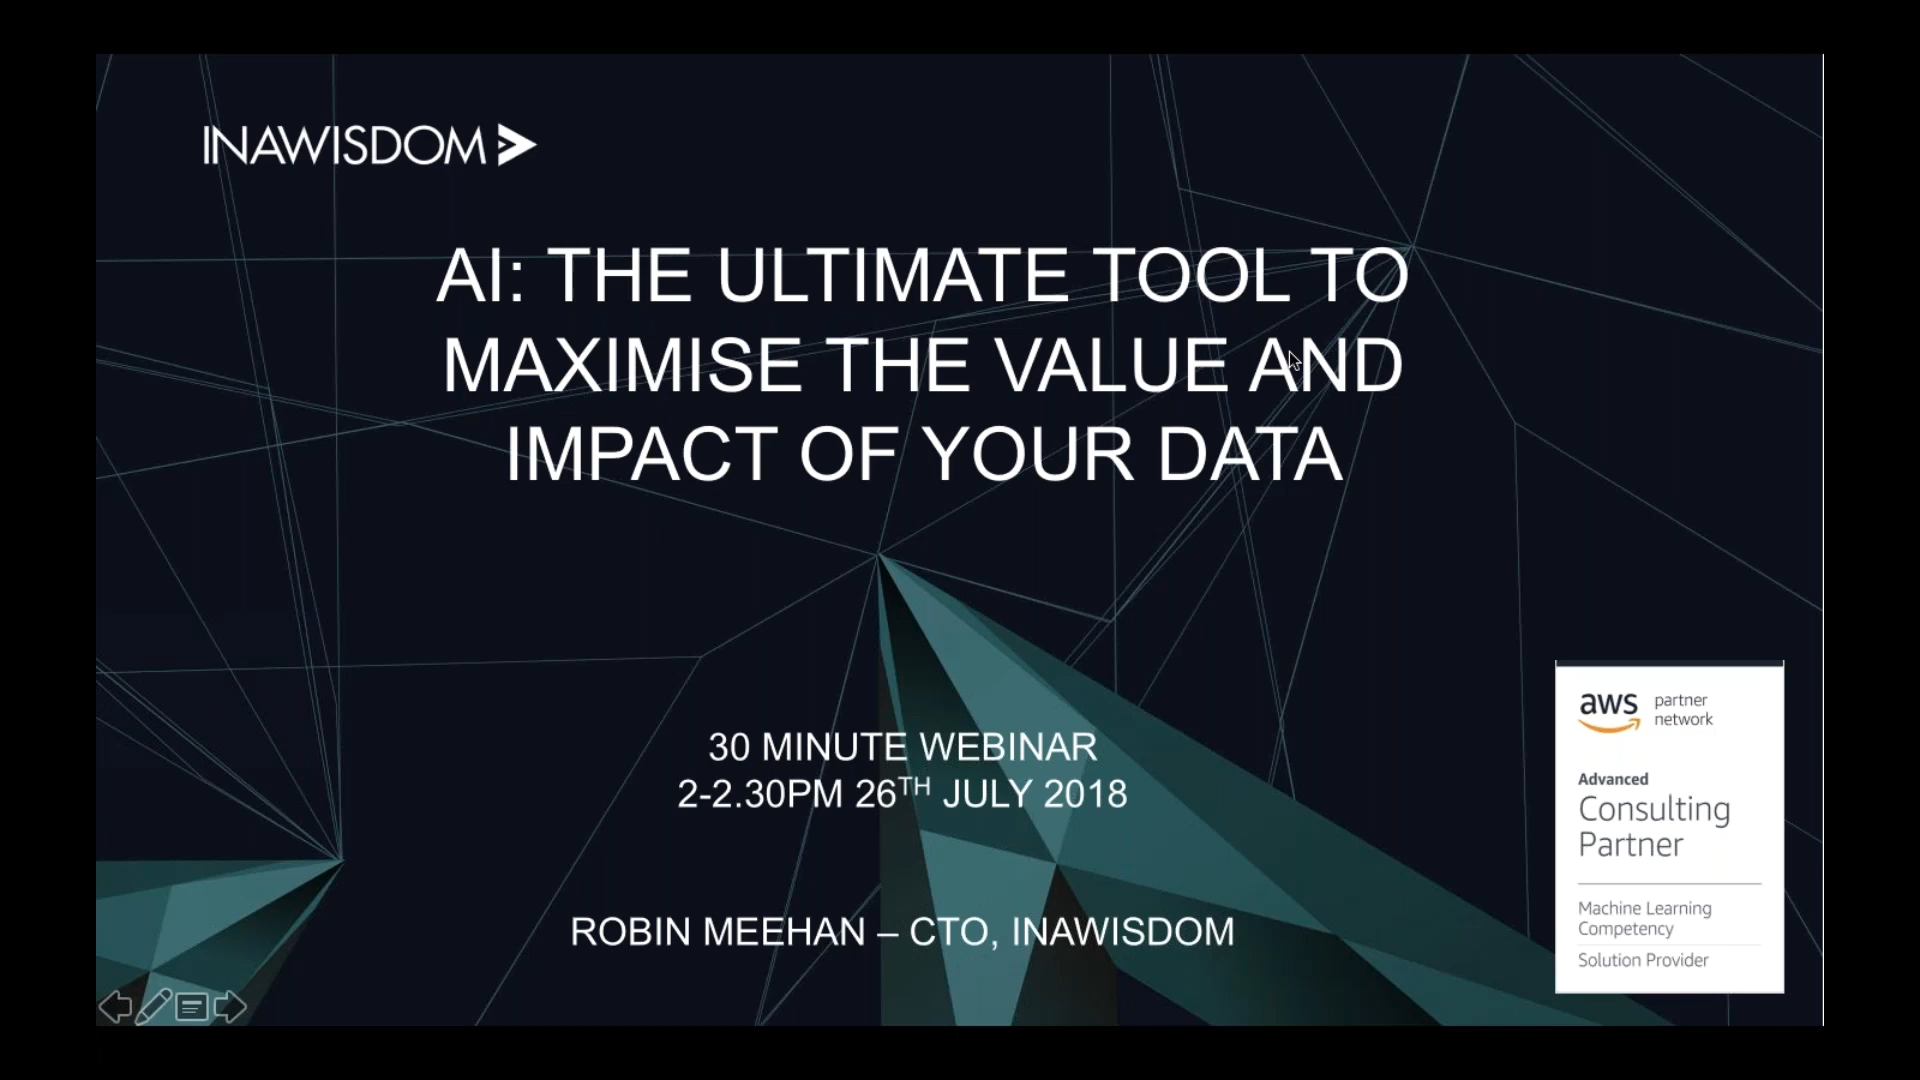 INAWISDOM
AI: THE ULTIMATE TOOL TO
MAXIMISE THE VALUE AND
IMPACT OF YOUR DATA
30 MINUTE WEBINAR
2-2.30PM 26TH JULY 2018
ROBIN MEEHAN – CTO, INAWISDOM
aws partner
network
Advanced
Consulting
Partner
Machine Learning
Competency
Solution Provider